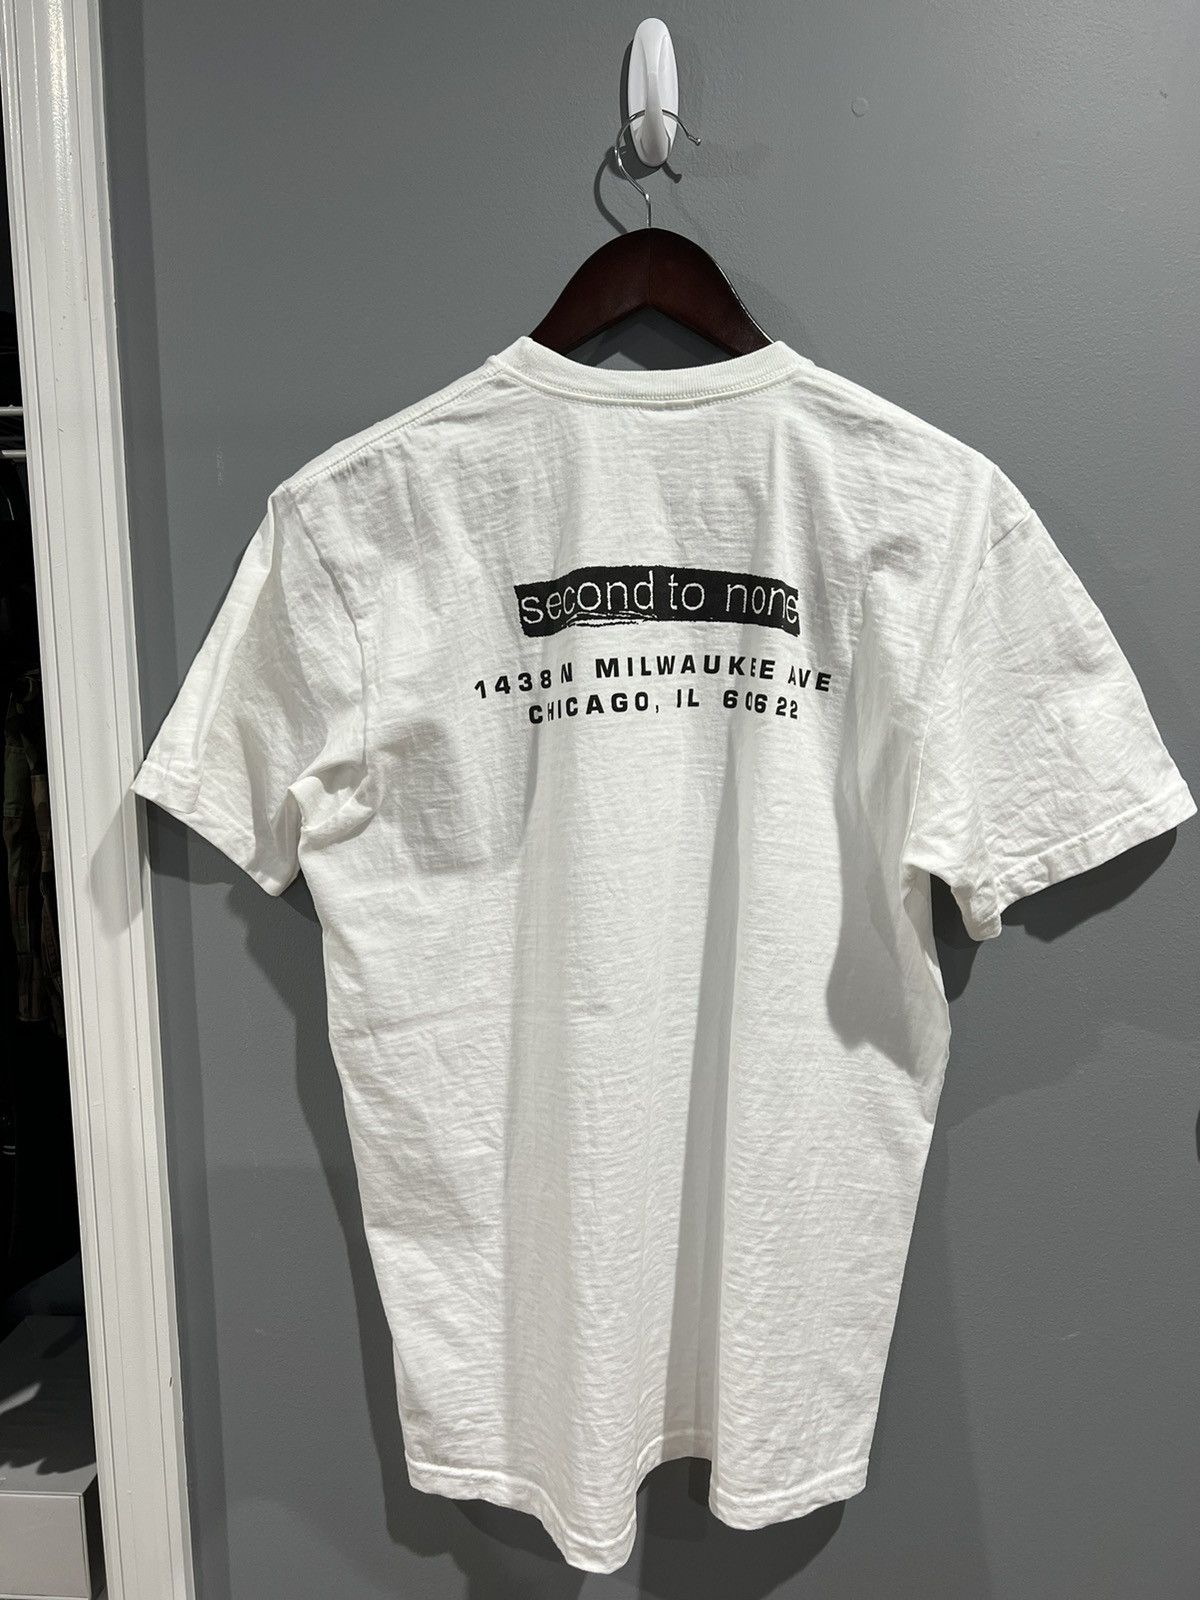 second to none
1438 N MILWAUKEE AVE
CHICAGO, IL 60622